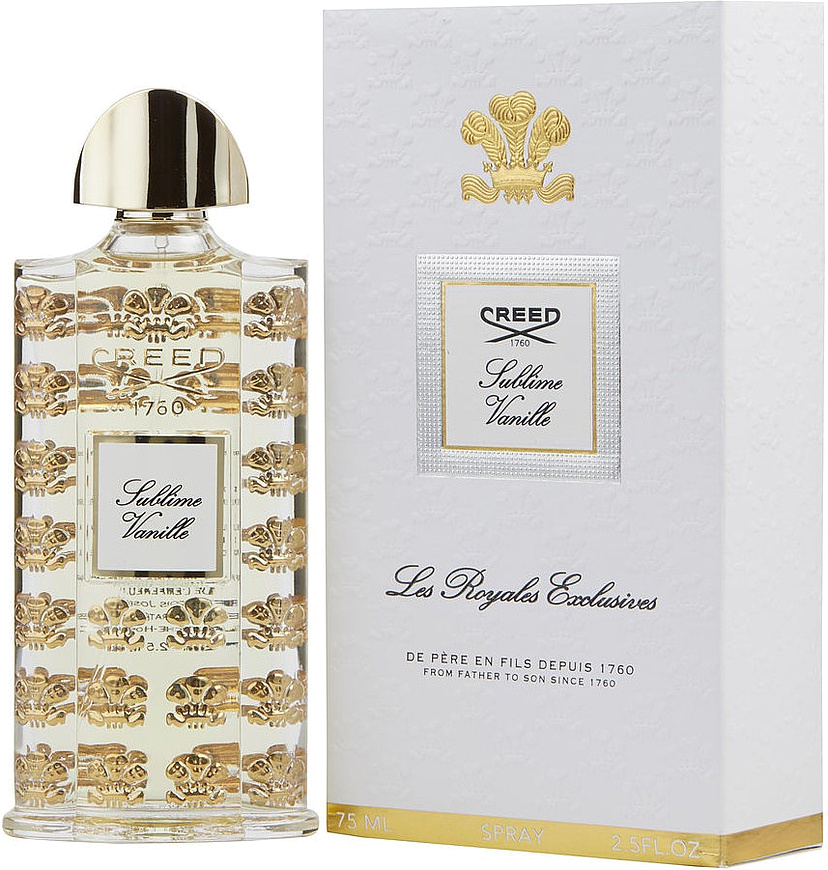 CREED
1760
Sublime
Vanille
CREED
1760
Sublime
Vanille
Les Royales Exclusives
DE PÈRE EN FILS DEPUIS 1760
FROM FATHER TO SON SINCE 1760
75 ML SPRAY 2.5FL.OZ